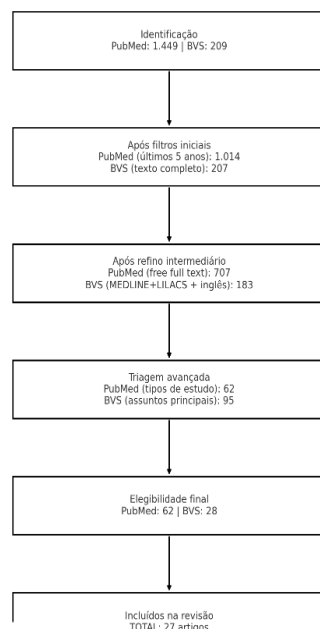 Identificação
PubMed: 1.449 | BVS: 209
Após filtros iniciais
PubMed (últimos 5 anos): 1.014
BVS (texto completo): 207
Após refino intermediário
PubMed (free full text): 707
BVS (MEDLINE+LILACS + inglês): 183
Triagem avançada
PubMed (tipos de estudo): 62
BVS (assuntos principais): 95
Elegibilidade final
PubMed: 62 | BVS: 28
Incluídos na revisão
TOTAL: 27 artigos